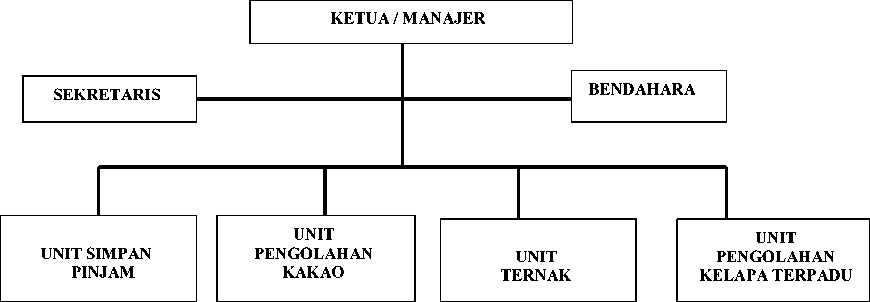 KETUA / MANAJER
SEKRETARIS
BENDAHARA
UNIT SIMPAN
PINJAM
UNIT
PENGOLAHAN
KAKAO
UNIT
TERNAK
UNIT
PENGOLAHAN
KELAPA TERPADU